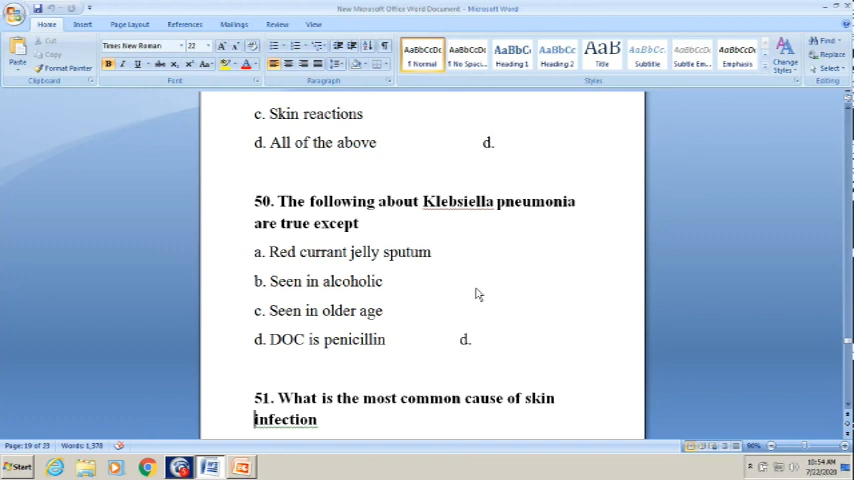 New Microsoft Office Word Document - Microsoft Word
Home Insert Page Layout References Mailings Review View
Paste Cut Copy Format Painter Clipboard
Times New Roman 22 Font
Paragraph
AaBbCcDc AaBbCcDc AaBbC AaBbCc AaB AaBbCc. AaBbCcDc AaBbCcDc
¶ Normal ¶ No Spaci... Heading 1 Heading 2 Title Subtitle Subtle Em... Emphasis
Styles
Change Styles
Find Replace Select Editing
c. Skin reactions
d. All of the above d.
50. The following about Klebsiella pneumonia
are true except
a. Red currant jelly sputum
b. Seen in alcoholic
c. Seen in older age
d. DOC is penicillin d.
51. What is the most common cause of skin
infection
Page: 19 of 23 Words: 1,378 90%
Start 10:54 AM
7/22/2020